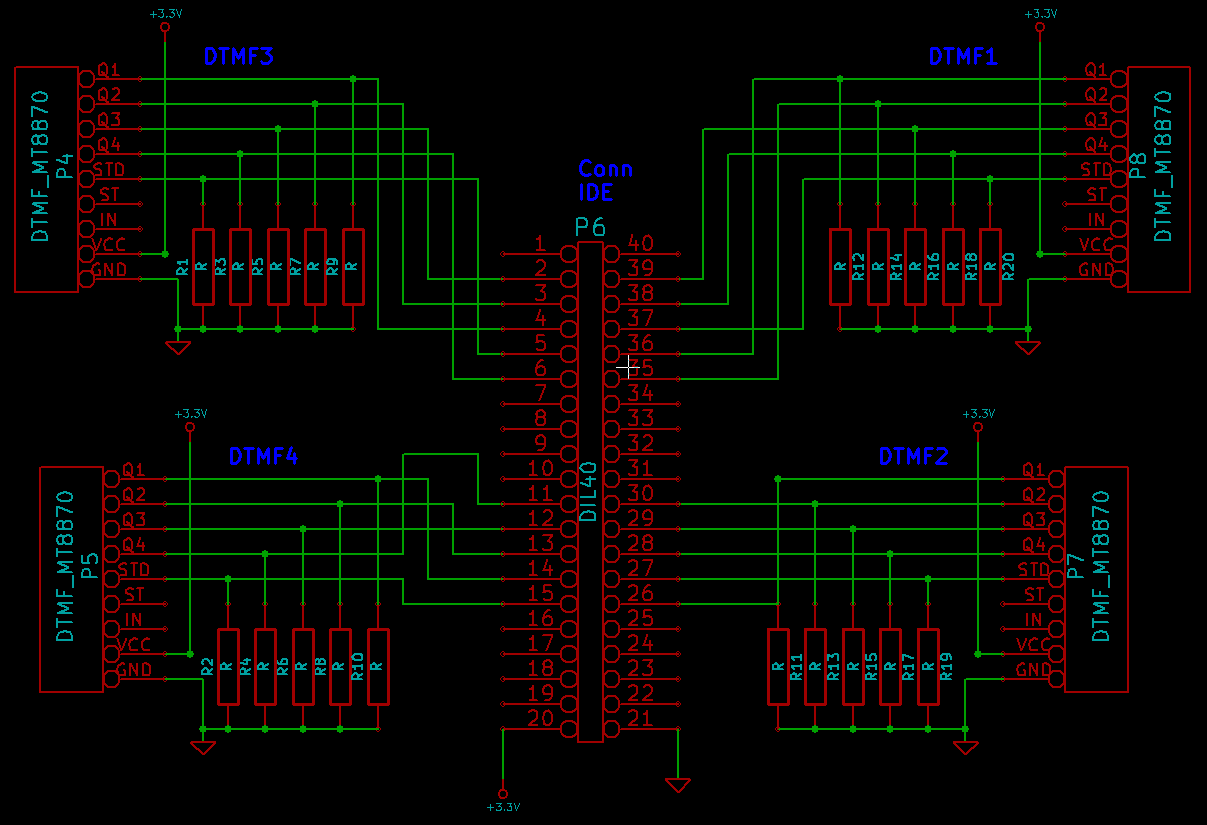 +3.3V
DTMF3
Q1
Q2
Q3
Q4
STD
ST
IN
VCC
GND
DTMF_MT8870
P4
R1
R
R3
R
R5
R
R7
R
R9
R
+3.3V
DTMF1
Q1
Q2
Q3
Q4
STD
ST
IN
VCC
GND
P8
DTMF_MT8870
R
R12
R
R14
R
R16
R
R18
R
R20
Conn
IDE
P6
1 40
2 39
3 38
4 37
5 36
6 35
7 34
8 33
9 32
10 31
11 30
12 29
13 28
14 27
15 26
16 25
17 24
18 23
19 22
20 21
DIL40
+3.3V
+3.3V
DTMF4
Q1
Q2
Q3
Q4
STD
ST
IN
VCC
GND
DTMF_MT8870
P5
R2
R
R4
R
R6
R
R8
R
R10
R
+3.3V
DTMF2
Q1
Q2
Q3
Q4
STD
ST
IN
VCC
GND
P7
DTMF_MT8870
R
R11
R
R13
R
R15
R
R17
R
R19